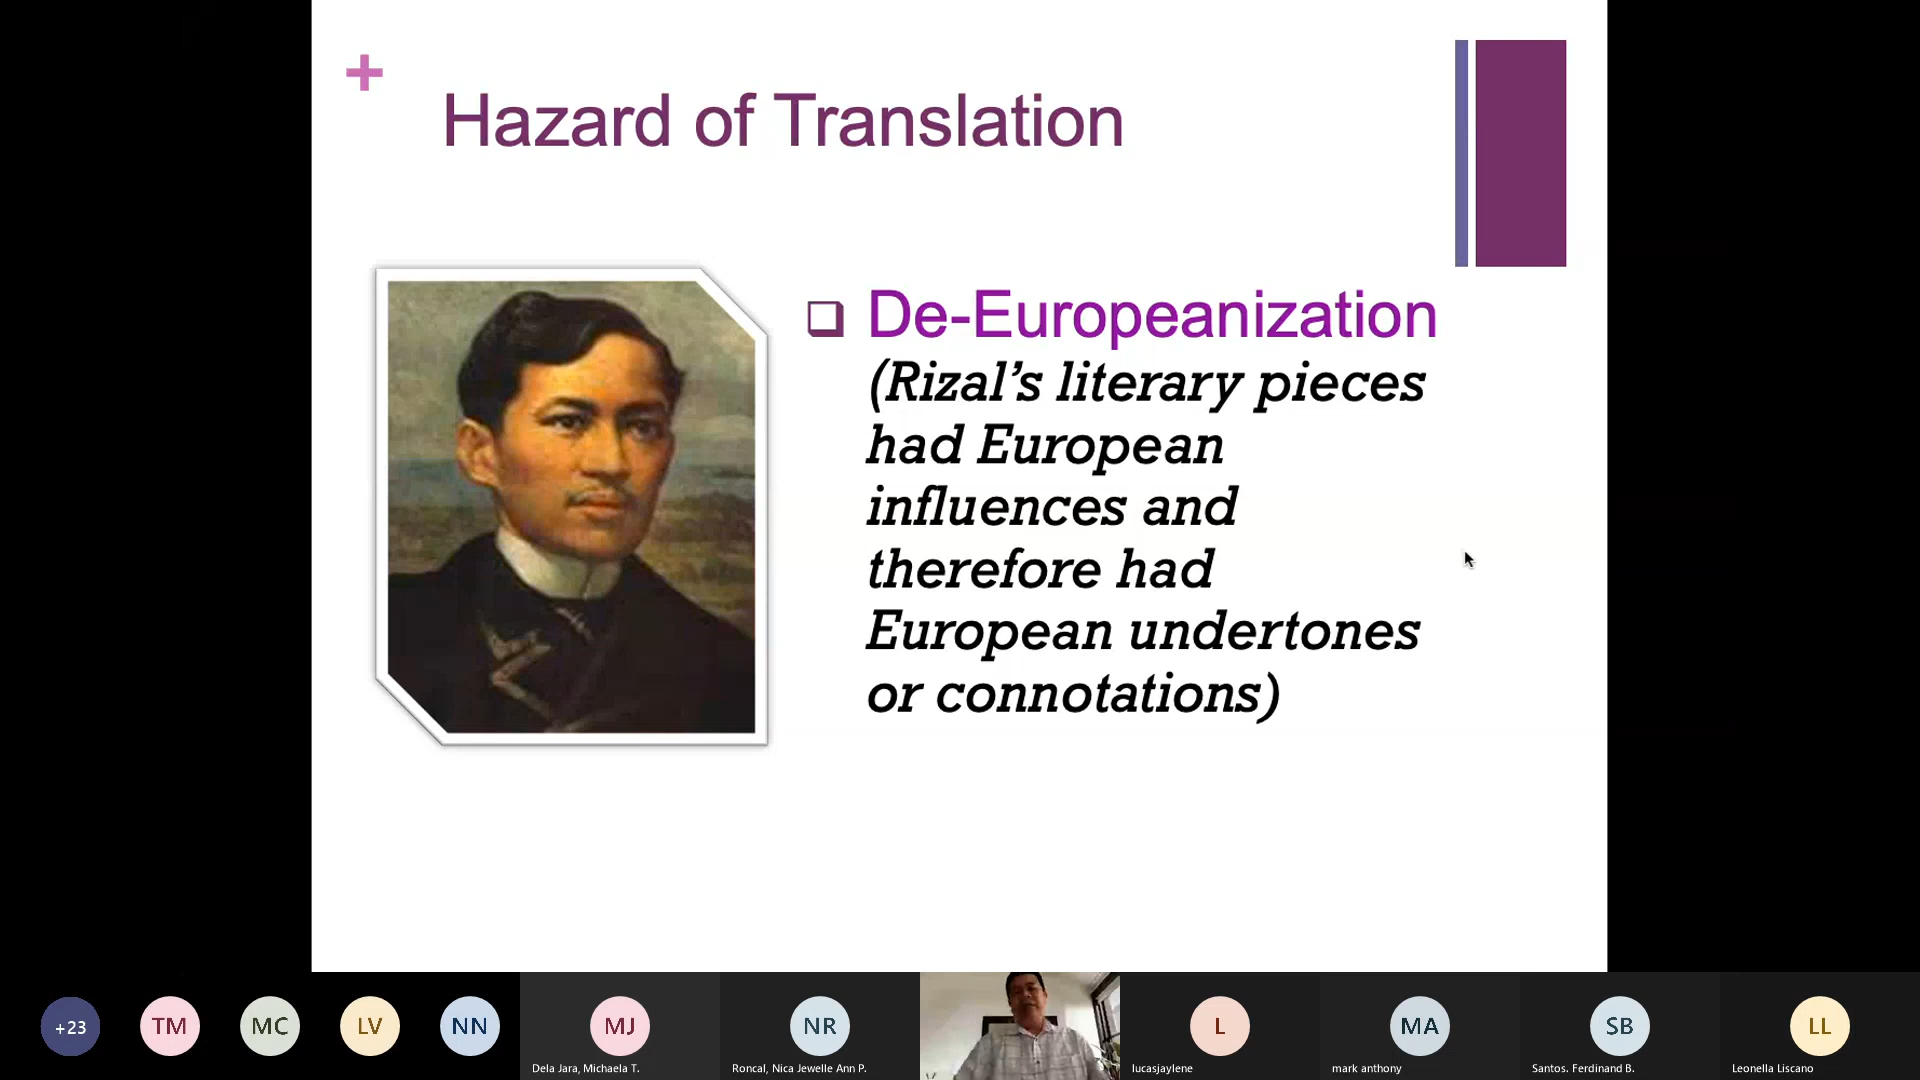 +
Hazard of Translation
De-Europeanization
(Rizal’s literary pieces
had European
influences and
therefore had
European undertones
or connotations)
+23
TM
MC
LV
NN
MJ
NR
L
MA
SB
LL
Dela Jara, Michaela T.
Roncal, Nica Jewelle Ann P.
lucasjaylene
mark anthony
Santos. Ferdinand B.
Leonella Liscano